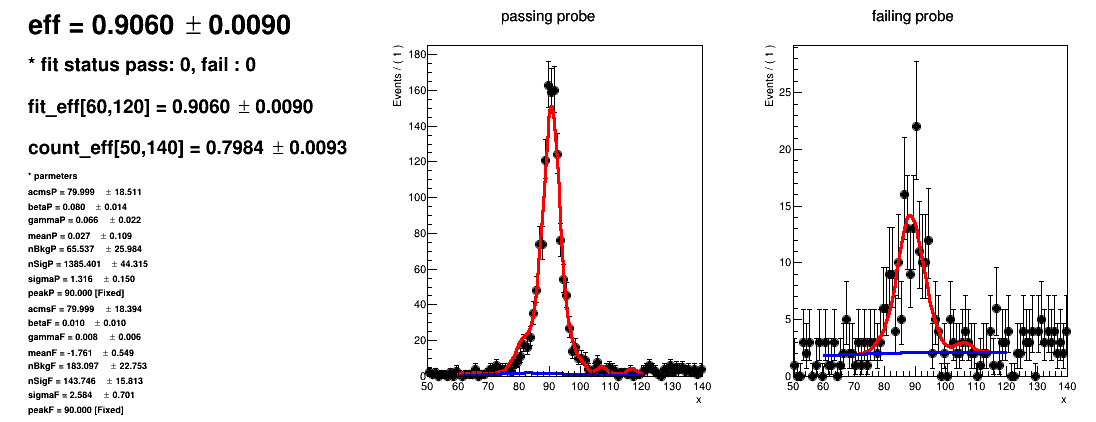 eff = 0.9060 ± 0.0090
* fit status pass: 0, fail : 0
fit_eff[60,120] = 0.9060 ± 0.0090
count_eff[50,140] = 0.7984 ± 0.0093
* parmeters
acmsP = 79.999 ± 18.511
betaP = 0.080 ± 0.014
gammaP = 0.066 ± 0.022
meanP = 0.027 ± 0.109
nBkgP = 65.537 ± 25.984
nSigP = 1385.401 ± 44.315
sigmaP = 1.316 ± 0.150
peakP = 90.000 [Fixed]
acmsF = 79.999 ± 18.394
betaF = 0.010 ± 0.010
gammaF = 0.008 ± 0.006
meanF = -1.761 ± 0.549
nBkgF = 183.097 ± 22.753
nSigF = 143.746 ± 15.813
sigmaF = 2.584 ± 0.701
peakF = 90.000 [Fixed]
passing probe
Events / ( 1 )
180
160
140
120
100
80
60
40
20
0
50 60 70 80 90 100 110 120 130 140
x
failing probe
Events / ( 1 )
25
20
15
10
5
0
50 60 70 80 90 100 110 120 130 140
x